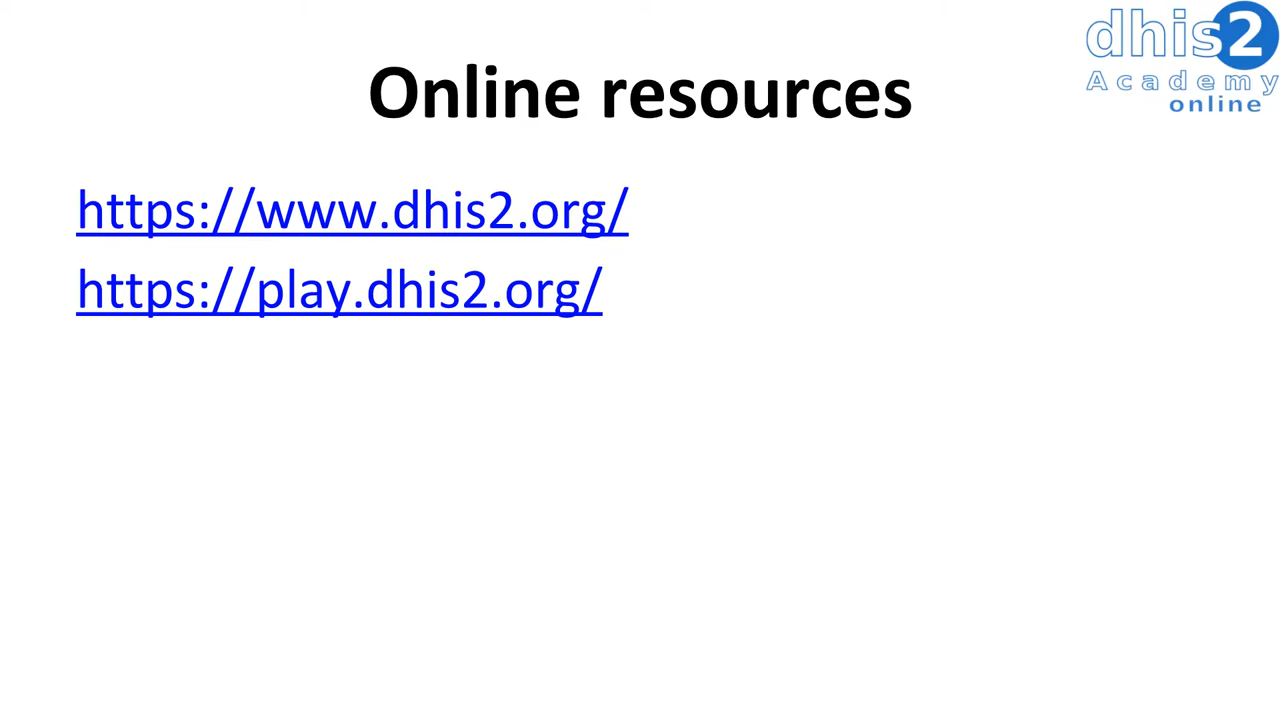 dhis2
Academy
online
Online resources
https://www.dhis2.org/
https://play.dhis2.org/